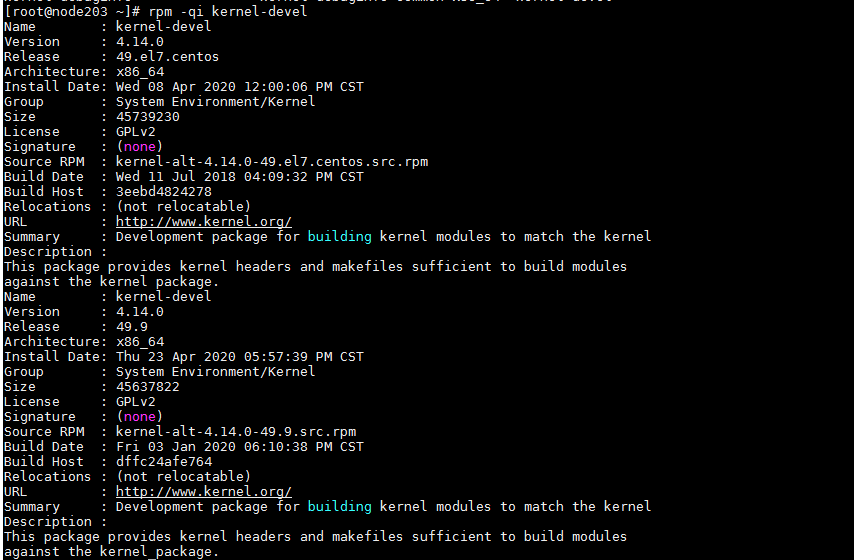 [root@node203 ~]# rpm -qi kernel-devel
Name        : kernel-devel
Version     : 4.14.0
Release     : 49.el7.centos
Architecture: x86_64
Install Date: Wed 08 Apr 2020 12:00:06 PM CST
Group       : System Environment/Kernel
Size        : 45739230
License     : GPLv2
Signature   : (none)
Source RPM  : kernel-alt-4.14.0-49.el7.centos.src.rpm
Build Date  : Wed 11 Jul 2018 04:09:32 PM CST
Build Host  : 3eebd4824278
Relocations : (not relocatable)
URL         : http://www.kernel.org/
Summary     : Development package for building kernel modules to match the kernel
Description :
This package provides kernel headers and makefiles sufficient to build modules
against the kernel package.
Name        : kernel-devel
Version     : 4.14.0
Release     : 49.9
Architecture: x86_64
Install Date: Thu 23 Apr 2020 05:57:39 PM CST
Group       : System Environment/Kernel
Size        : 45637822
License     : GPLv2
Signature   : (none)
Source RPM  : kernel-alt-4.14.0-49.9.src.rpm
Build Date  : Fri 03 Jan 2020 06:10:38 PM CST
Build Host  : dffc24afe764
Relocations : (not relocatable)
URL         : http://www.kernel.org/
Summary     : Development package for building kernel modules to match the kernel
Description :
This package provides kernel headers and makefiles sufficient to build modules
against the kernel package.